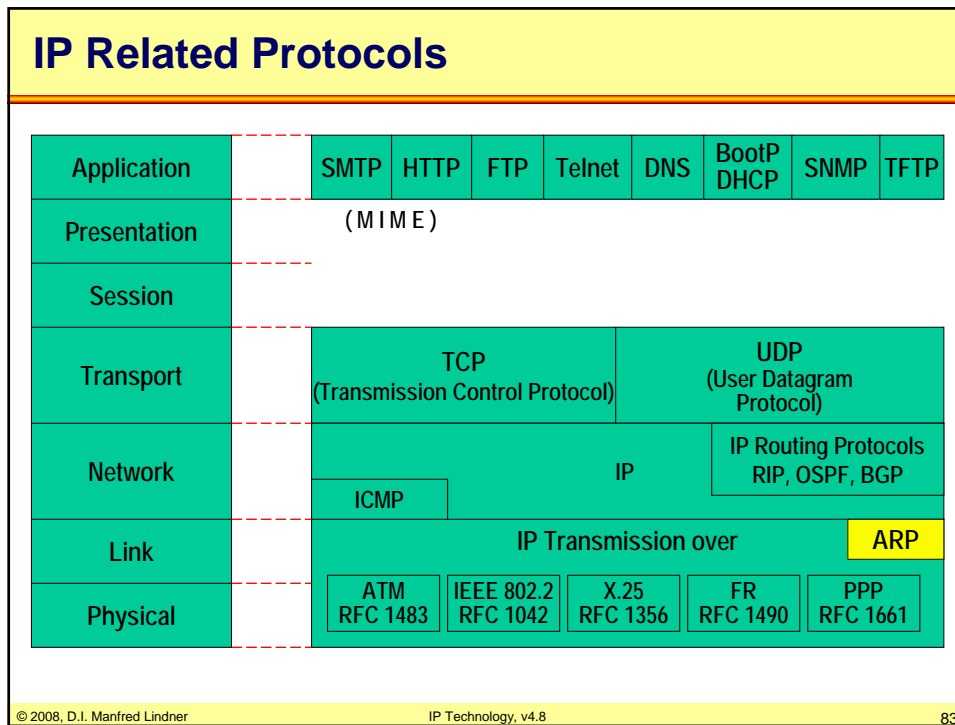 IP Related Protocols
Application
SMTP HTTP FTP Telnet DNS BootP DHCP SNMP TFTP
Presentation
(MIME)
Session
Transport
TCP
(Transmission Control Protocol)
UDP
(User Datagram
Protocol)
Network
IP
IP Routing Protocols
RIP, OSPF, BGP
ICMP
Link
IP Transmission over
ARP
Physical
ATM
RFC 1483
IEEE 802.2
RFC 1042
X.25
RFC 1356
FR
RFC 1490
PPP
RFC 1661
© 2008, D.I. Manfred Lindner
IP Technology, v4.8
83